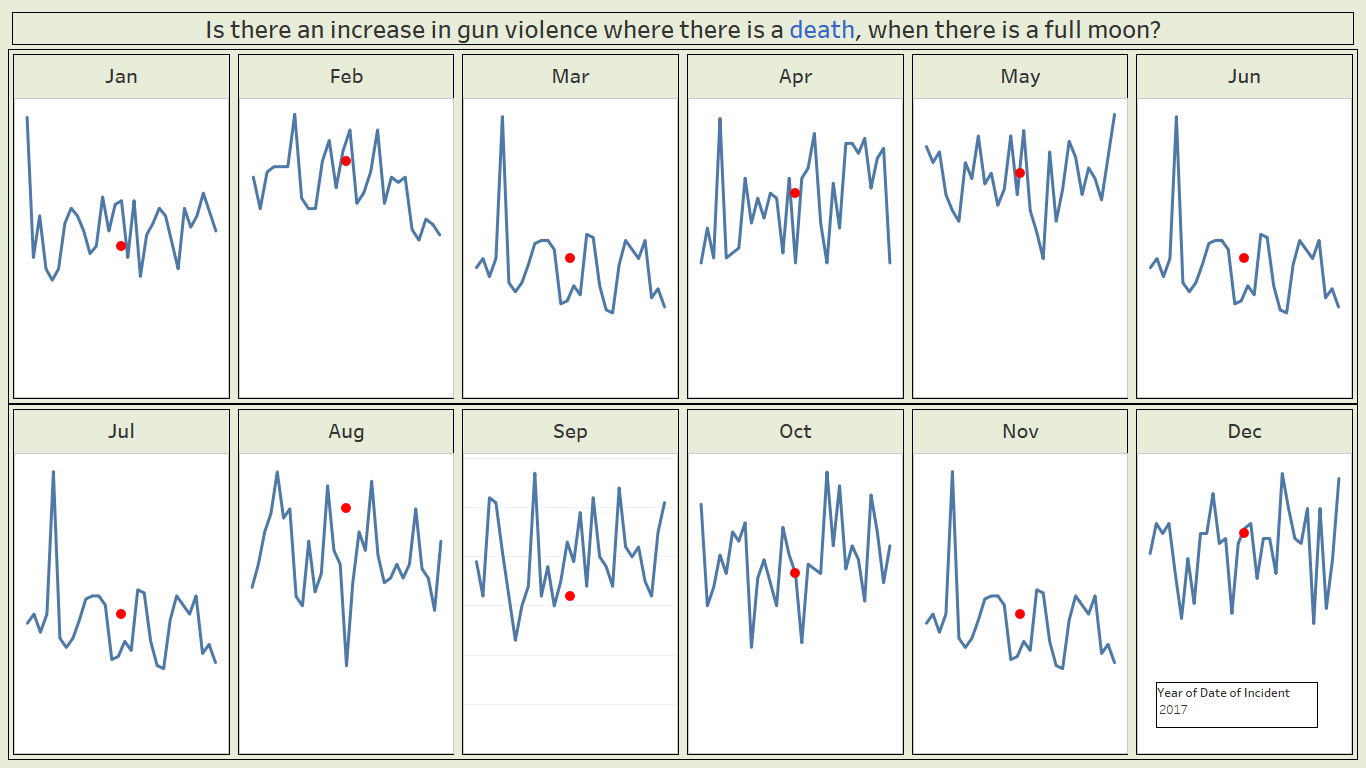 Is there an increase in gun violence where there is a death, when there is a full moon?
Jan
Feb
Mar
Apr
May
Jun
Jul
Aug
Sep
Oct
Nov
Dec
Year of Date of Incident
2017